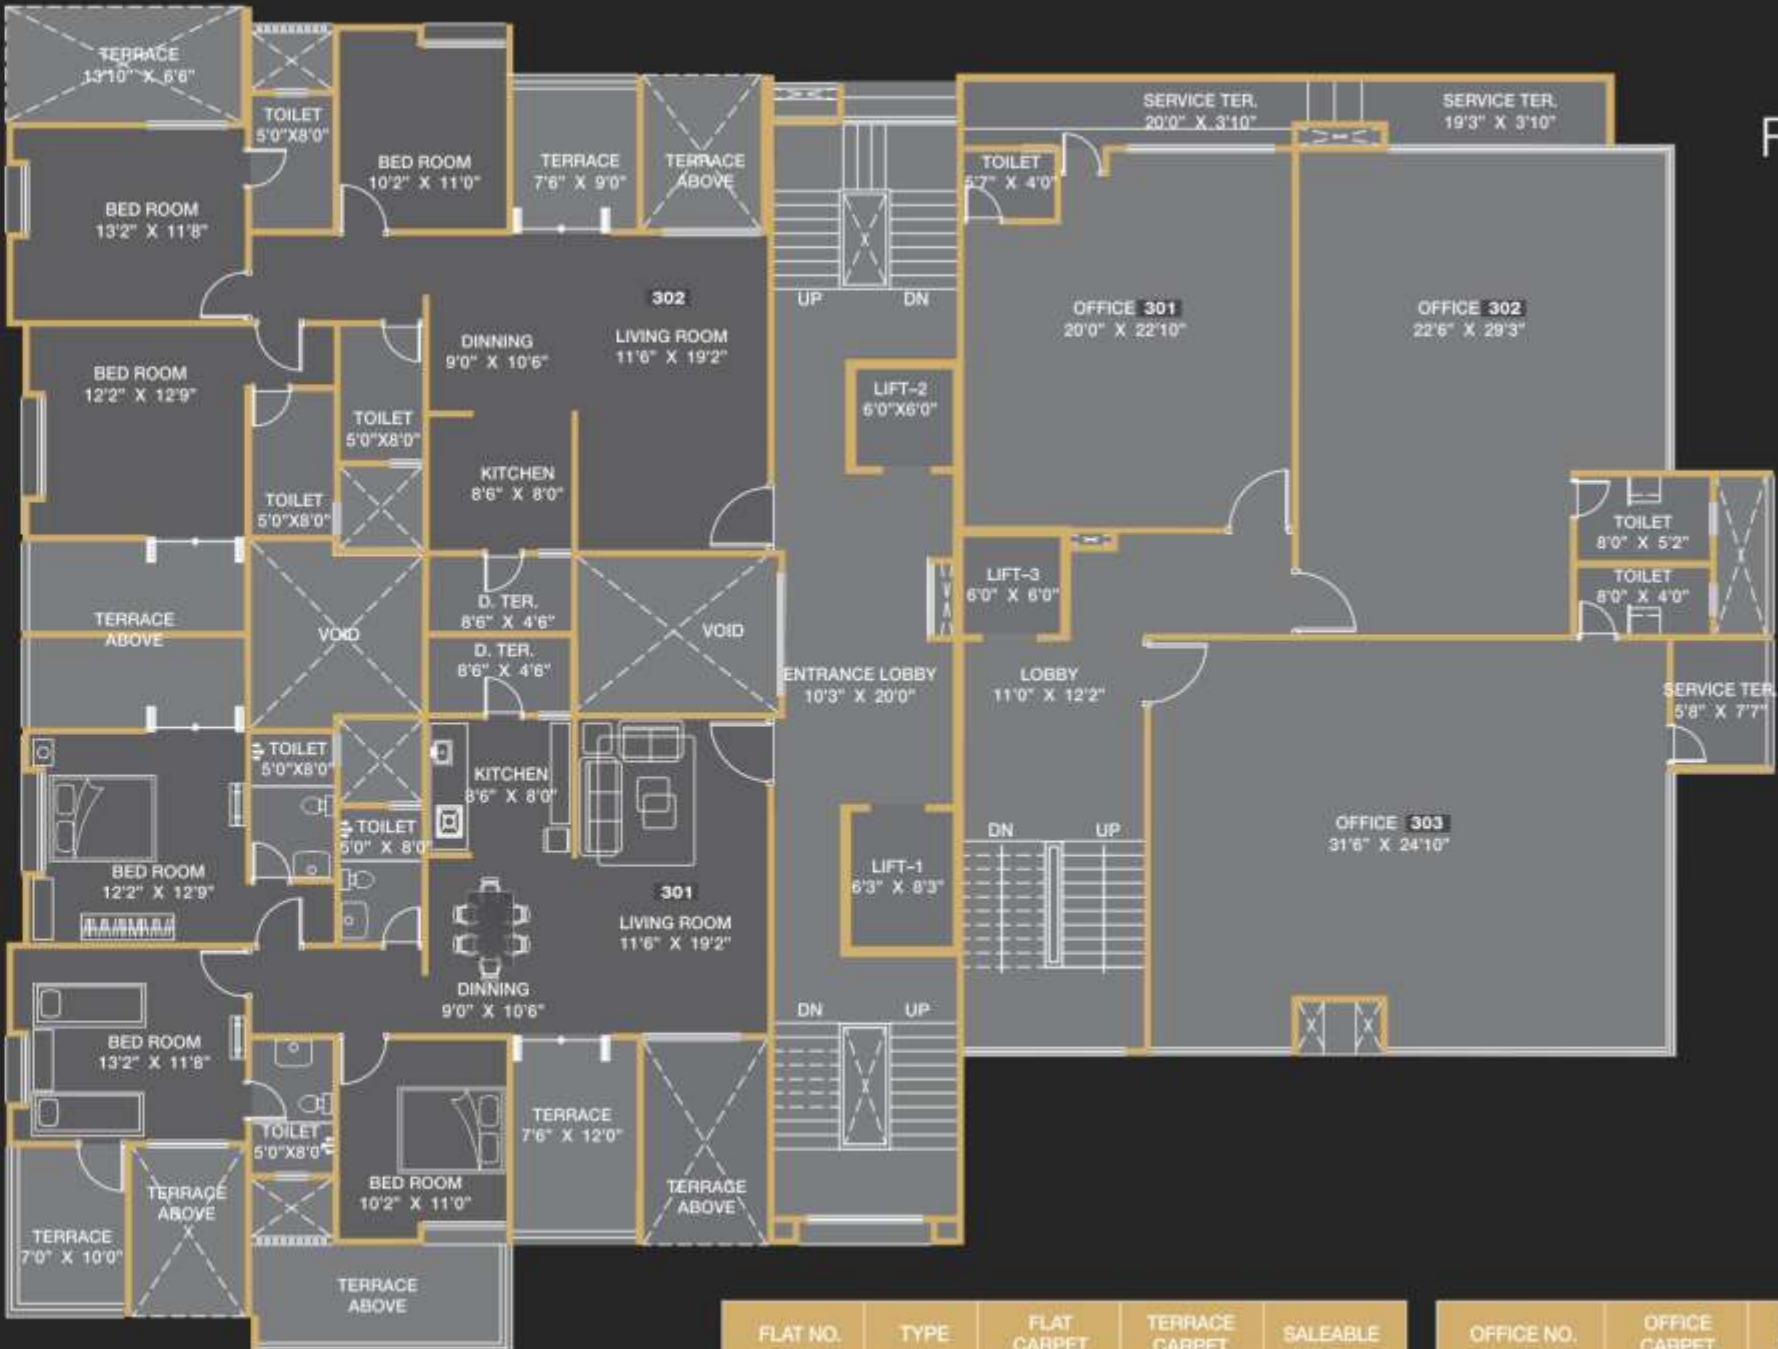 TERRACE
13'10" X 6'6"
TOILET
5'0"X8'0"
BED ROOM
10'2" X 11'0"
TERRACE
7'6" X 9'0"
TERRACE
ABOVE
SERVICE TER.
20'0" X 3'10"
SERVICE TER.
19'3" X 3'10"
TOILET
5'7" X 4'0"
BED ROOM
13'2" X 11'8"
UP
DN
302
LIVING ROOM
11'6" X 19'2"
DINNING
9'0" X 10'6"
OFFICE 301
20'0" X 22'10"
OFFICE 302
22'6" X 29'3"
BED ROOM
12'2" X 12'9"
LIFT-2
6'0"X6'0"
TOILET
5'0"X8'0"
KITCHEN
8'6" X 8'0"
TOILET
5'0"X8'0"
TOILET
8'0" X 5'2"
TOILET
8'0" X 4'0"
LIFT-3
6'0" X 6'0"
D. TER.
8'6" X 4'6"
TERRACE
ABOVE
VOID
VOID
D. TER.
8'6" X 4'6"
ENTRANCE LOBBY
10'3" X 20'0"
LOBBY
11'0" X 12'2"
SERVICE TER.
5'8" X 7'7"
TOILET
5'0"X8'0"
KITCHEN
8'6" X 8'0"
TOILET
5'0" X 8'0"
DN
UP
OFFICE 303
31'6" X 24'10"
BED ROOM
12'2" X 12'9"
LIFT-1
6'3" X 8'3"
301
LIVING ROOM
11'6" X 19'2"
DINNING
9'0" X 10'6"
DN
UP
BED ROOM
13'2" X 11'8"
TERRACE
7'6" X 12'0"
TOILET
5'0"X8'0"
BED ROOM
10'2" X 11'0"
TERRACE
ABOVE
TERRACE
ABOVE
TERRACE
7'0" X 10'0"
TERRACE
ABOVE
FLAT NO.
TYPE
FLAT
CARPET
TERRACE
CARPET
SALEABLE
OFFICE NO.
OFFICE
CARPET